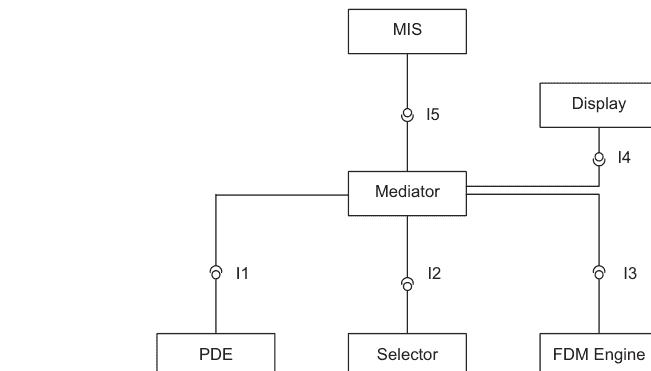 MIS
I5
Display
I4
Mediator
I1
I2
I3
PDE
Selector
FDM Engine